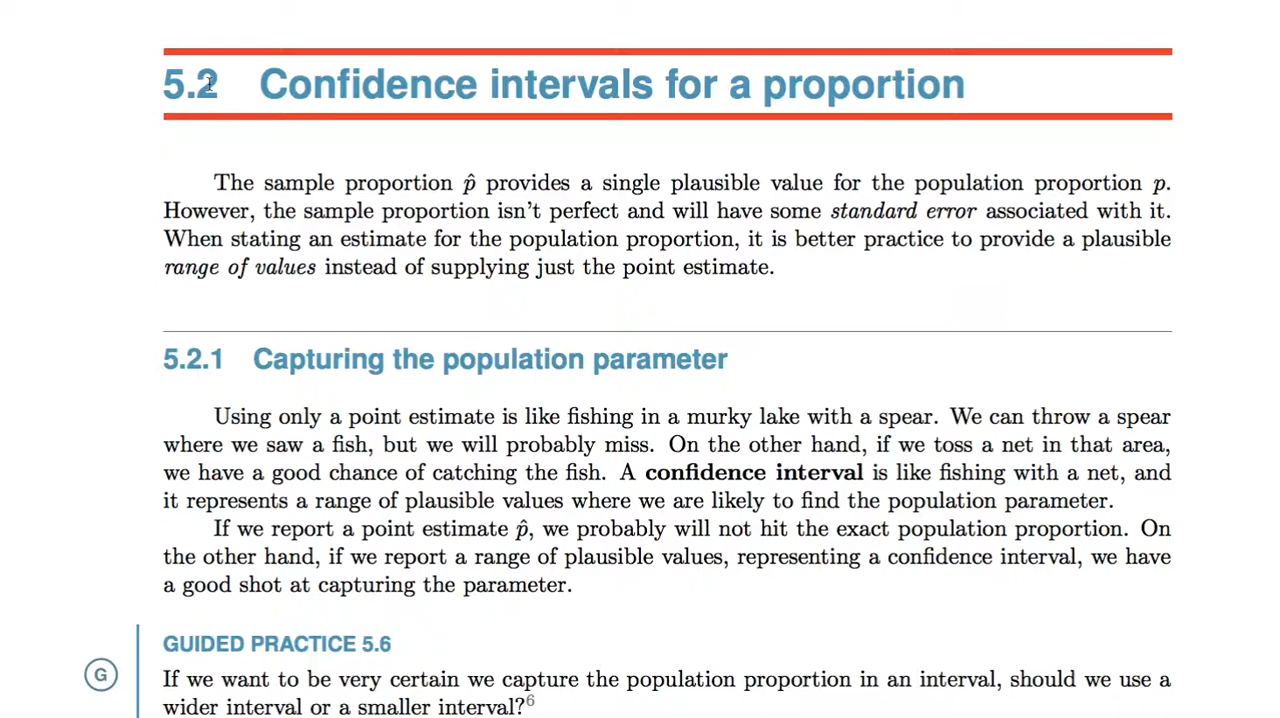 5.2 Confidence intervals for a proportion
The sample proportion p̂ provides a single plausible value for the population proportion p.
However, the sample proportion isn't perfect and will have some standard error associated with it.
When stating an estimate for the population proportion, it is better practice to provide a plausible
range of values instead of supplying just the point estimate.
5.2.1 Capturing the population parameter
Using only a point estimate is like fishing in a murky lake with a spear. We can throw a spear
where we saw a fish, but we will probably miss. On the other hand, if we toss a net in that area,
we have a good chance of catching the fish. A confidence interval is like fishing with a net, and
it represents a range of plausible values where we are likely to find the population parameter.
If we report a point estimate p̂, we probably will not hit the exact population proportion. On
the other hand, if we report a range of plausible values, representing a confidence interval, we have
a good shot at capturing the parameter.
GUIDED PRACTICE 5.6
G If we want to be very certain we capture the population proportion in an interval, should we use a
wider interval or a smaller interval?6